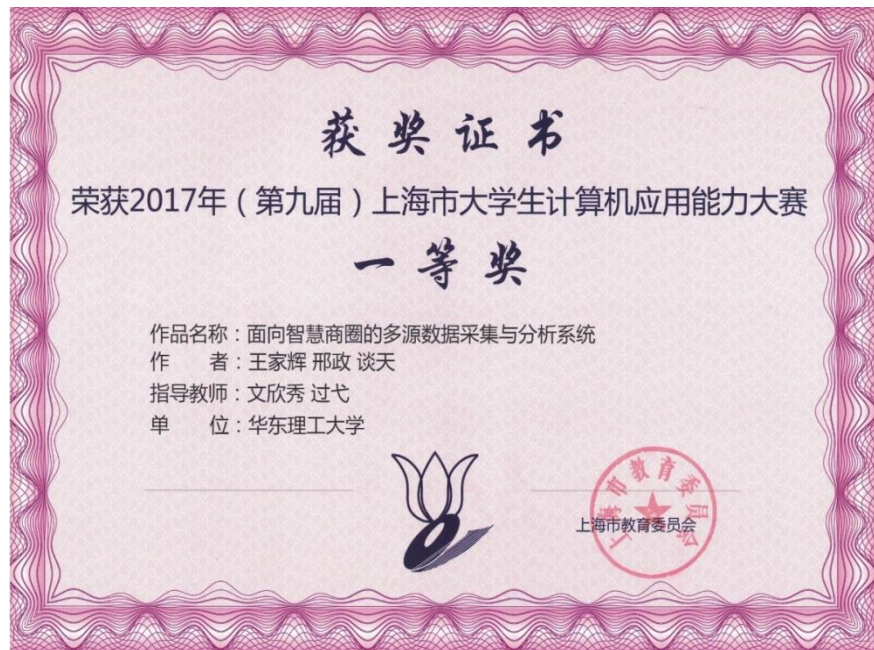 获奖证书
荣获2017年（第九届）上海市大学生计算机应用能力大赛
一等奖
作品名称：面向智慧商圈的多源数据采集与分析系统
作　　者：王家辉 邢政 谈天
指导教师：文欣秀 过弋
单　　位：华东理工大学
上海市教育委员会
上海市教育委员会